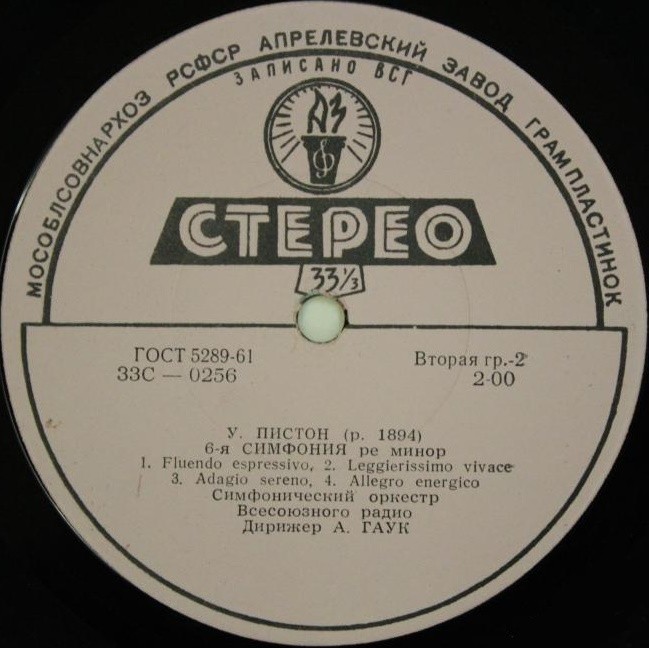 МОСОБЛСОВНАРХОЗ РСФСР АПРЕЛЕВСКИЙ ЗАВОД ГРАМПЛАСТИНОК
ЗАПИСАНО ВСГ
АЗ
СТЕРЕО
33⅓
ГОСТ 5289-61
33С — 0256
Вторая гр.-2
2-00
У. ПИСТОН (р. 1894)
6-я СИМФОНИЯ ре минор
1. Fluendo espressivo, 2. Leggierissimo vivace
3. Adagio sereno, 4. Allegro energico
Симфонический оркестр
Всесоюзного радио
Дирижер А. ГАУК